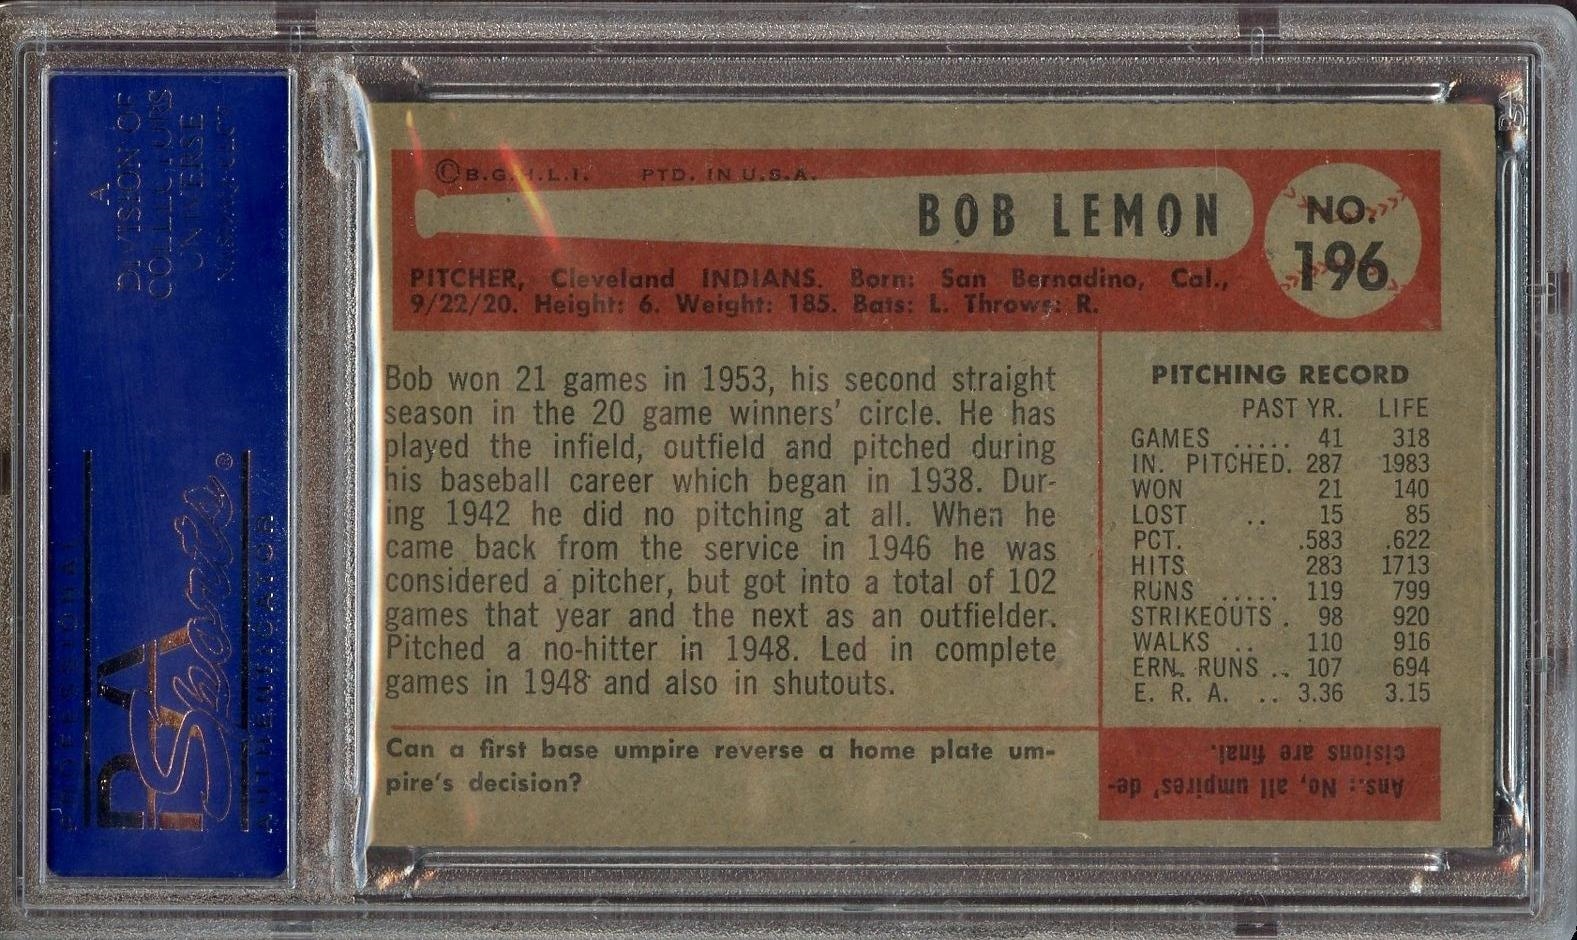 A
DIVISION OF
COLLECTORS
UNIVERSE
PROFESSIONAL
PSA
Sports
®
AUTHENTICATOR
© B.G.H.L.I. PTD. IN U.S.A.
BOB LEMON
NO.
196
PITCHER, Cleveland INDIANS. Born: San Bernadino, Cal.,
9/22/20. Height: 6. Weight: 185. Bats: L. Throws: R.
Bob won 21 games in 1953, his second straight
season in the 20 game winners' circle. He has
played the infield, outfield and pitched during
his baseball career which began in 1938. Dur-
ing 1942 he did no pitching at all. When he
came back from the service in 1946 he was
considered a pitcher, but got into a total of 102
games that year and the next as an outfielder.
Pitched a no-hitter in 1948. Led in complete
games in 1948 and also in shutouts.
PITCHING RECORD
PAST YR. LIFE
GAMES ..... 41 318
IN. PITCHED. 287 1983
WON 21 140
LOST .. 15 85
PCT. .583 .622
HITS 283 1713
RUNS ..... 119 799
STRIKEOUTS . 98 920
WALKS .. 110 916
ERN. RUNS .. 107 694
E. R. A. .. 3.36 3.15
Can a first base umpire reverse a home plate um-
pire's decision?
Ans.: No, all umpires' de-
cisions are final.